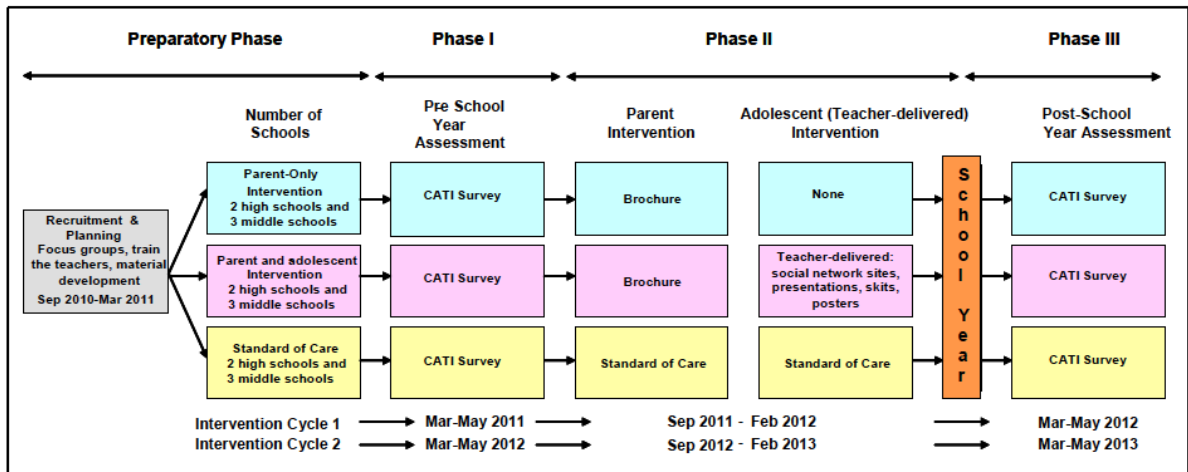 Preparatory Phase
Phase I
Phase II
Phase III
Number of
Schools
Pre School
Year
Assessment
Parent
Intervention
Adolescent (Teacher-delivered)
Intervention
Post-School
Year Assessment
Recruitment &
Planning
Focus groups, train
the teachers, material
development
Sep 2010-Mar 2011
Parent-Only
Intervention
2 high schools and
3 middle schools
CATI Survey
Brochure
None
CATI Survey
Parent and adolescent
Intervention
2 high schools and
3 middle schools
CATI Survey
Brochure
Teacher-delivered:
social network sites,
presentations, skits,
posters
CATI Survey
Standard of Care
2 high schools and
3 middle schools
CATI Survey
Standard of Care
Standard of Care
CATI Survey
School Year
Intervention Cycle 1
Mar-May 2011
Sep 2011 - Feb 2012
Mar-May 2012
Intervention Cycle 2
Mar-May 2012
Sep 2012 - Feb 2013
Mar-May 2013